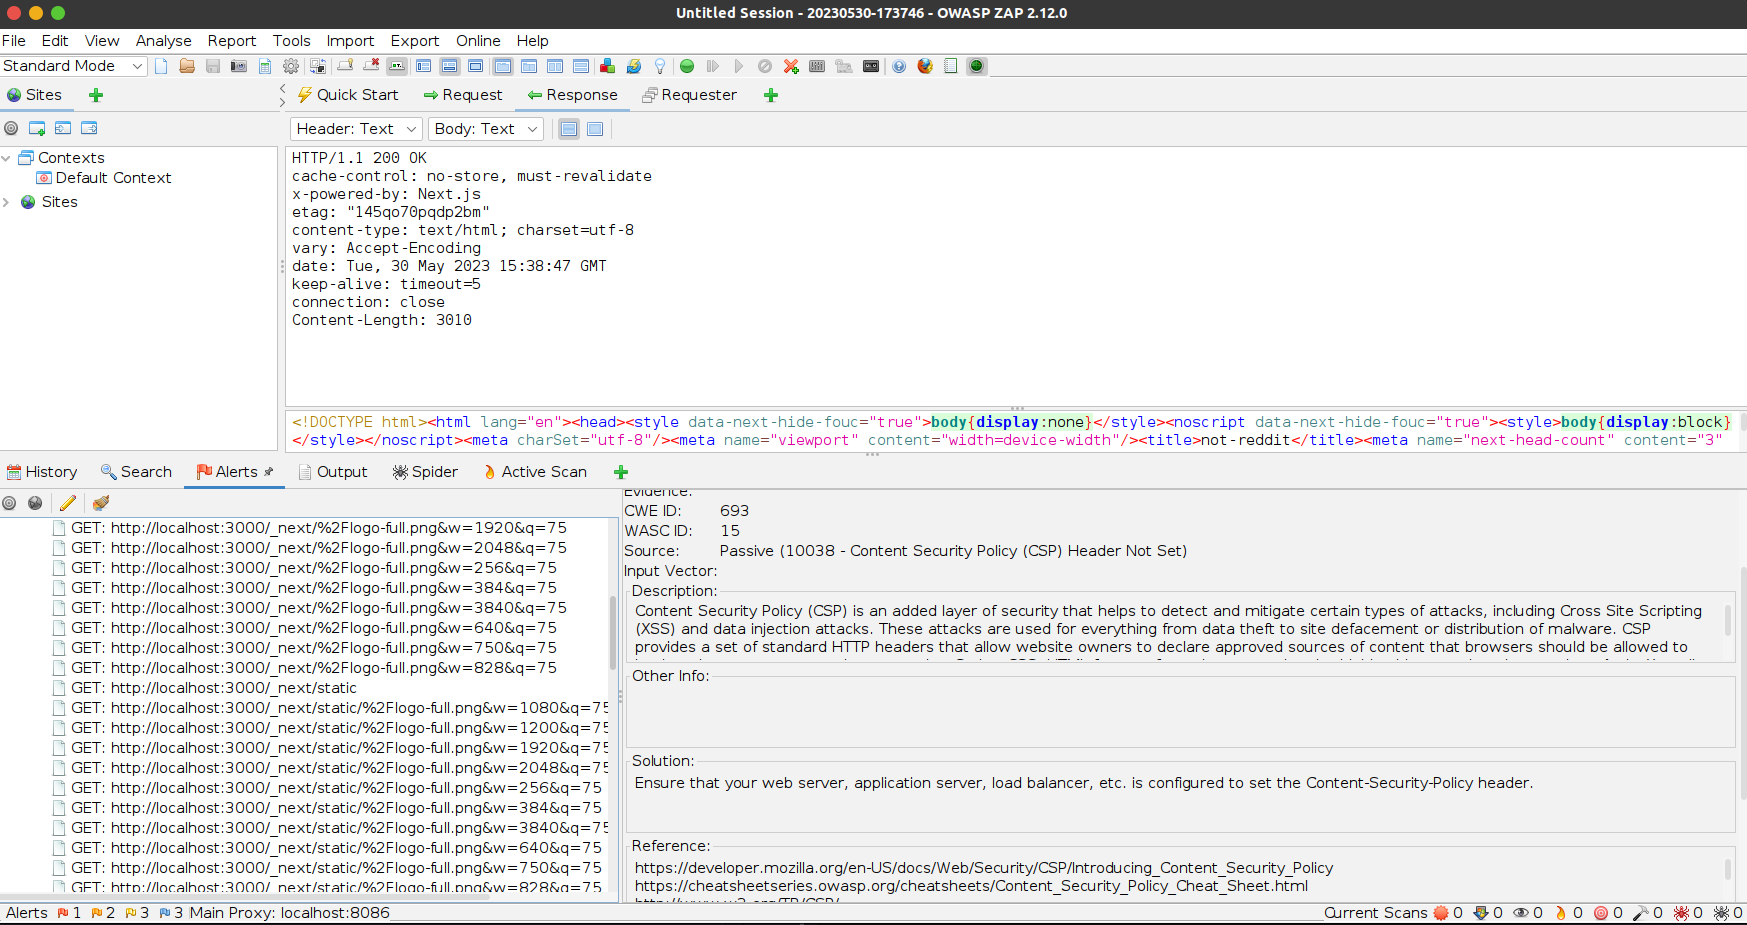 Untitled Session - 20230530-173746 - OWASP ZAP 2.12.0
File Edit View Analyse Report Tools Import Export Online Help
Standard Mode
Sites
Quick Start Request Response Requester
Header: Text Body: Text
Contexts
Default Context
Sites
HTTP/1.1 200 OK
cache-control: no-store, must-revalidate
x-powered-by: Next.js
etag: "145qo70pqdp2bm"
content-type: text/html; charset=utf-8
vary: Accept-Encoding
date: Tue, 30 May 2023 15:38:47 GMT
keep-alive: timeout=5
connection: close
Content-Length: 3010
<!DOCTYPE html><html lang="en"><head><style data-next-hide-fouc="true">body{display:none}</style><noscript data-next-hide-fouc="true"><style>body{display:block}
</style></noscript><meta charSet="utf-8"/><meta name="viewport" content="width=device-width"/><title>not-reddit</title><meta name="next-head-count" content="3"
History Search Alerts Output Spider Active Scan
GET: http://localhost:3000/_next/%2Flogo-full.png&w=1920&q=75
GET: http://localhost:3000/_next/%2Flogo-full.png&w=2048&q=75
GET: http://localhost:3000/_next/%2Flogo-full.png&w=256&q=75
GET: http://localhost:3000/_next/%2Flogo-full.png&w=384&q=75
GET: http://localhost:3000/_next/%2Flogo-full.png&w=3840&q=75
GET: http://localhost:3000/_next/%2Flogo-full.png&w=640&q=75
GET: http://localhost:3000/_next/%2Flogo-full.png&w=750&q=75
GET: http://localhost:3000/_next/%2Flogo-full.png&w=828&q=75
GET: http://localhost:3000/_next/static
GET: http://localhost:3000/_next/static/%2Flogo-full.png&w=1080&q=75
GET: http://localhost:3000/_next/static/%2Flogo-full.png&w=1200&q=75
GET: http://localhost:3000/_next/static/%2Flogo-full.png&w=1920&q=75
GET: http://localhost:3000/_next/static/%2Flogo-full.png&w=2048&q=75
GET: http://localhost:3000/_next/static/%2Flogo-full.png&w=256&q=75
GET: http://localhost:3000/_next/static/%2Flogo-full.png&w=384&q=75
GET: http://localhost:3000/_next/static/%2Flogo-full.png&w=3840&q=75
GET: http://localhost:3000/_next/static/%2Flogo-full.png&w=640&q=75
GET: http://localhost:3000/_next/static/%2Flogo-full.png&w=750&q=75
GET: http://localhost:3000/_next/static/%2Flogo-full.png&w=828&q=75
Evidence:
CWE ID: 693
WASC ID: 15
Source: Passive (10038 - Content Security Policy (CSP) Header Not Set)
Input Vector:
Description:
Content Security Policy (CSP) is an added layer of security that helps to detect and mitigate certain types of attacks, including Cross Site Scripting
(XSS) and data injection attacks. These attacks are used for everything from data theft to site defacement or distribution of malware. CSP
provides a set of standard HTTP headers that allow website owners to declare approved sources of content that browsers should be allowed to
Other Info:
Solution:
Ensure that your web server, application server, load balancer, etc. is configured to set the Content-Security-Policy header.
Reference:
https://developer.mozilla.org/en-US/docs/Web/Security/CSP/Introducing_Content_Security_Policy
https://cheatsheetseries.owasp.org/cheatsheets/Content_Security_Policy_Cheat_Sheet.html
http://www.w3.org/TR/CSP/
Alerts 1 2 3 3 Main Proxy: localhost:8086
Current Scans 0 0 0 0 0 0 0 0